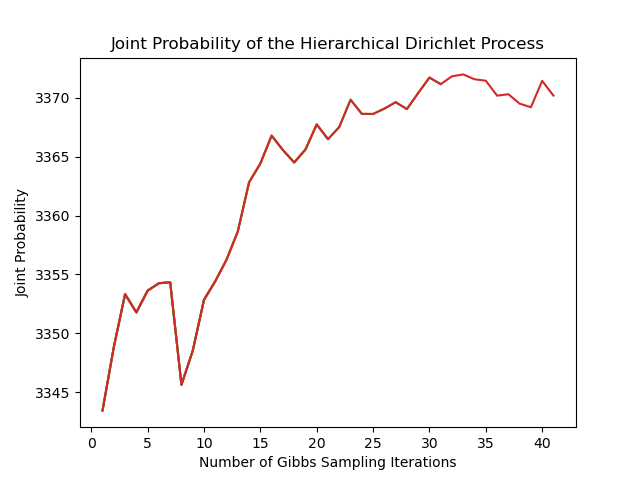 Joint Probability of the Hierarchical Dirichlet Process
Joint Probability
3370
3365
3360
3355
3350
3345
0 5 10 15 20 25 30 35 40
Number of Gibbs Sampling Iterations